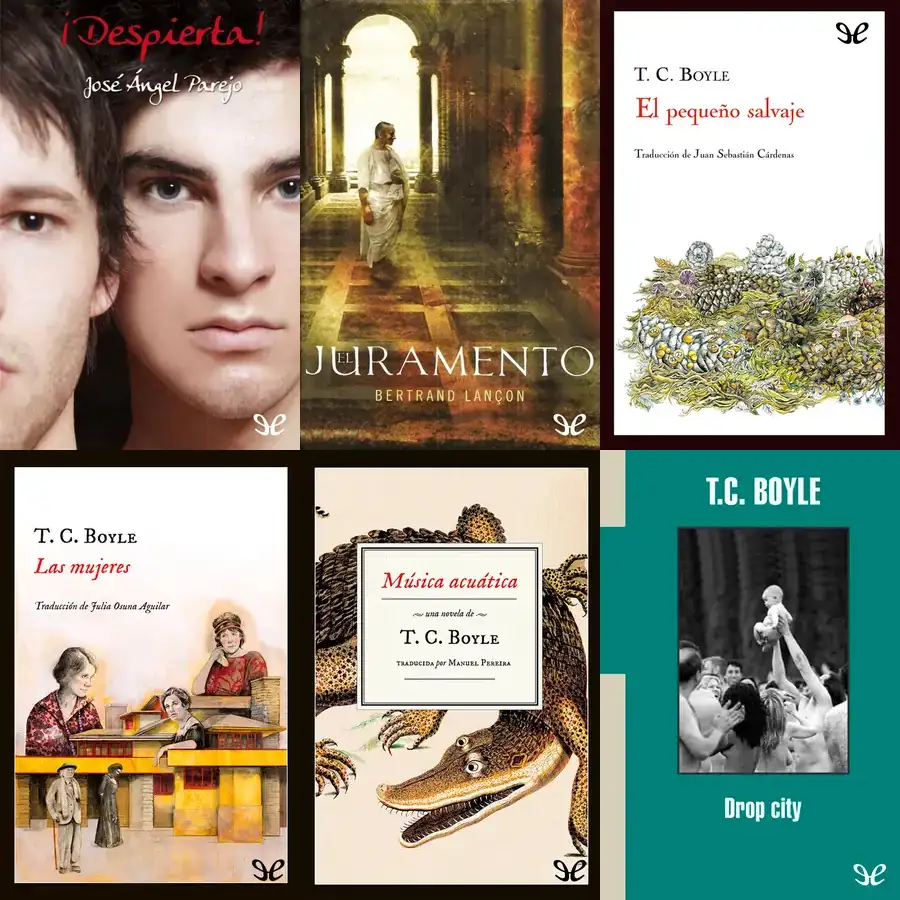 ¡Despierta!
José Ángel Parejo
EL JURAMENTO
BERTRAND LANÇON
T. C. BOYLE
El pequeño salvaje
Traducción de Juan Sebastián Cárdenas
T. C. BOYLE
Las mujeres
Traducción de Julia Osuna Aguilar
Música acuática
una novela de
T. C. BOYLE
TRADUCIDA por MANUEL PEREIRA
T.C. BOYLE
Drop city